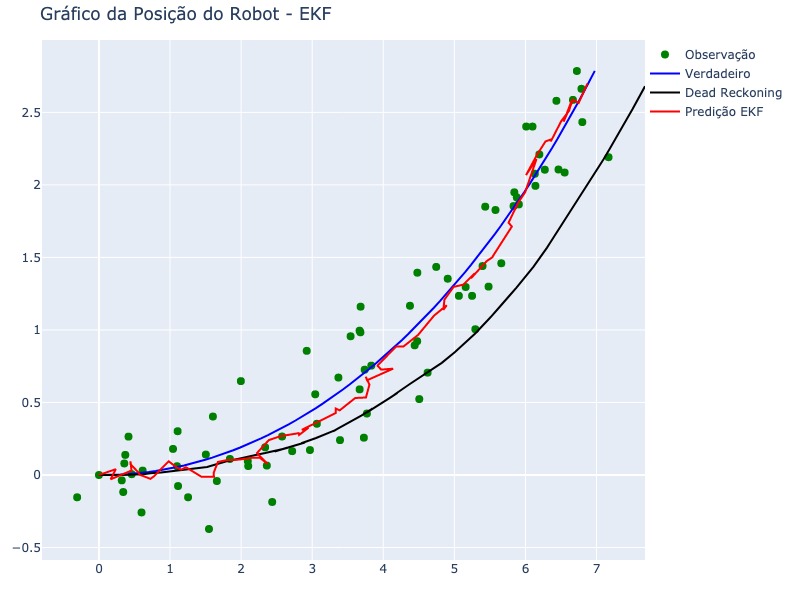 Gráfico da Posição do Robot - EKF
Observação
Verdadeiro
Dead Reckoning
Predição EKF
2.5
2
1.5
1
0.5
0
−0.5
0 1 2 3 4 5 6 7